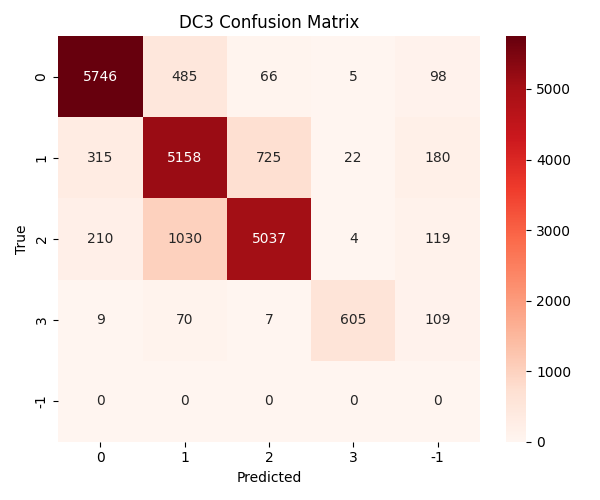 DC3 Confusion Matrix
True
0 5746 485 66 5 98
1 315 5158 725 22 180
2 210 1030 5037 4 119
3 9 70 7 605 109
-1 0 0 0 0 0
0 1 2 3 -1
Predicted
5000
4000
3000
2000
1000
0